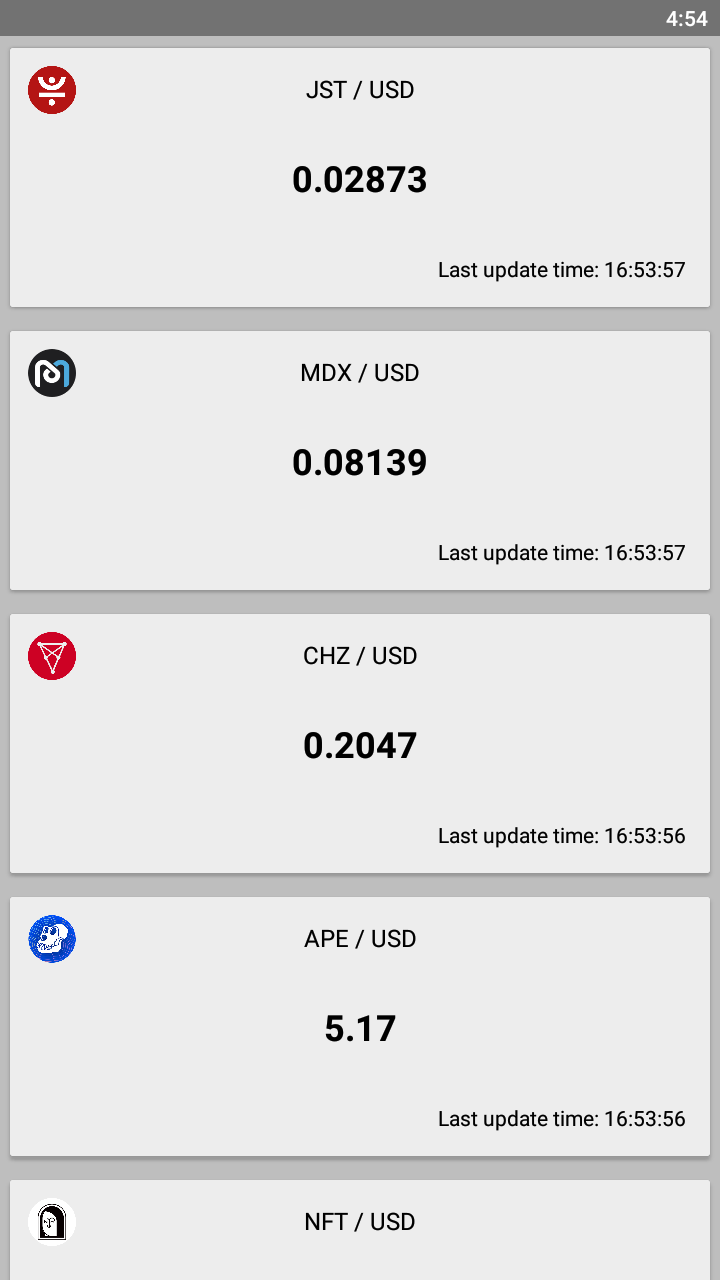 4:54
JST / USD
0.02873
Last update time: 16:53:57
MDX / USD
0.08139
Last update time: 16:53:57
CHZ / USD
0.2047
Last update time: 16:53:56
APE / USD
5.17
Last update time: 16:53:56
NFT / USD